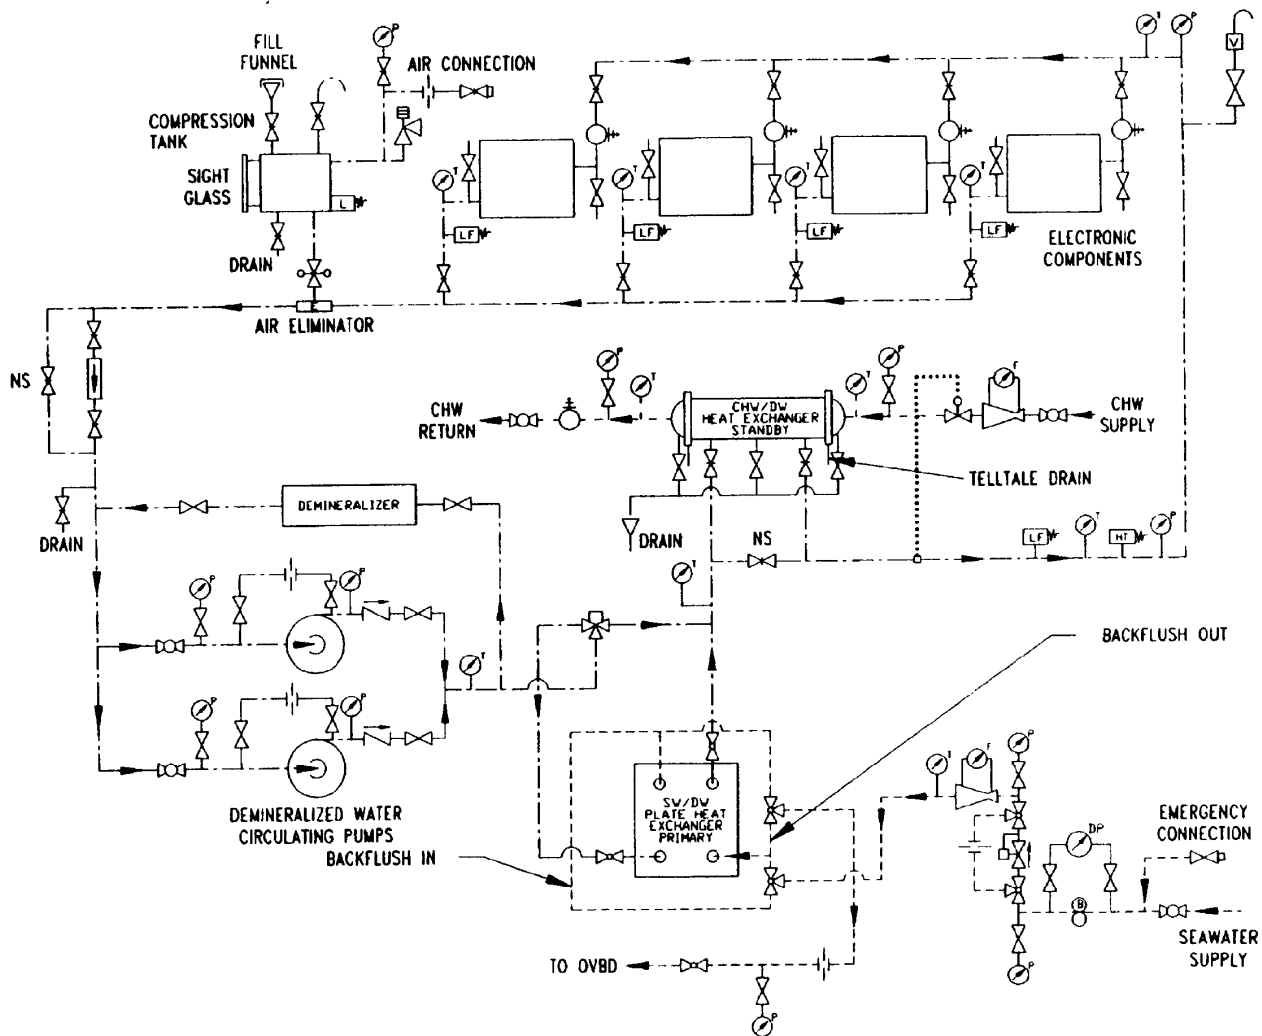 FILL
FUNNEL
P
AIR CONNECTION
T
P
V
COMPRESSION
TANK
SIGHT
GLASS
L
T
T
T
T
LF
LF
LF
LF
DRAIN
ELECTRONIC
COMPONENTS
AIR ELIMINATOR
NS
P
T
T
P
F
CHW
RETURN
CHW/DW
HEAT EXCHANGER
STANDBY
CHW
SUPPLY
TELLTALE DRAIN
DEMINERALIZER
DRAIN
DRAIN
NS
LF
T
HT
P
T
P
P
T
BACKFLUSH OUT
P
P
SW/DW
PLATE HEAT
EXCHANGER
PRIMARY
T
F
P
DEMINERALIZED WATER
CIRCULATING PUMPS
BACKFLUSH IN
DP
EMERGENCY
CONNECTION
B
SEAWATER
SUPPLY
TO OVBD
P
P